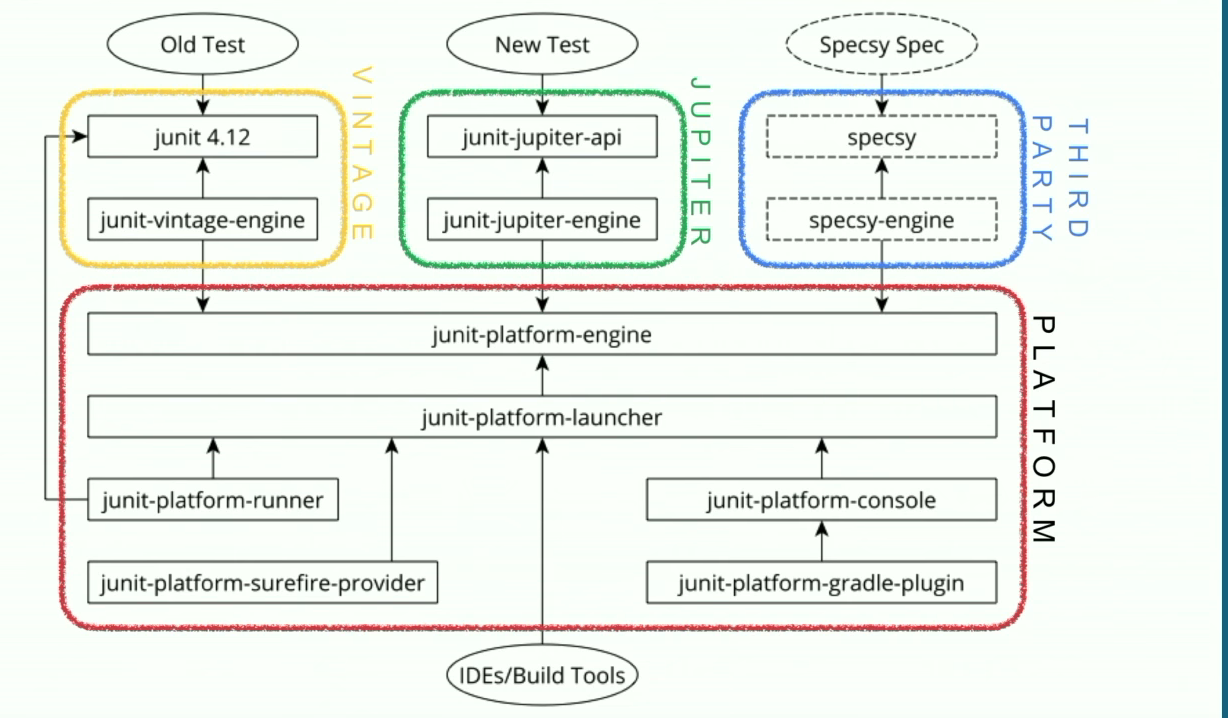 Old Test
New Test
Specsy Spec
VINTAGE
JUPITER
THIRD
PARTY
junit 4.12
junit-jupiter-api
specsy
junit-vintage-engine
junit-jupiter-engine
specsy-engine
PLATFORM
junit-platform-engine
junit-platform-launcher
junit-platform-runner
junit-platform-console
junit-platform-surefire-provider
junit-platform-gradle-plugin
IDEs/Build Tools